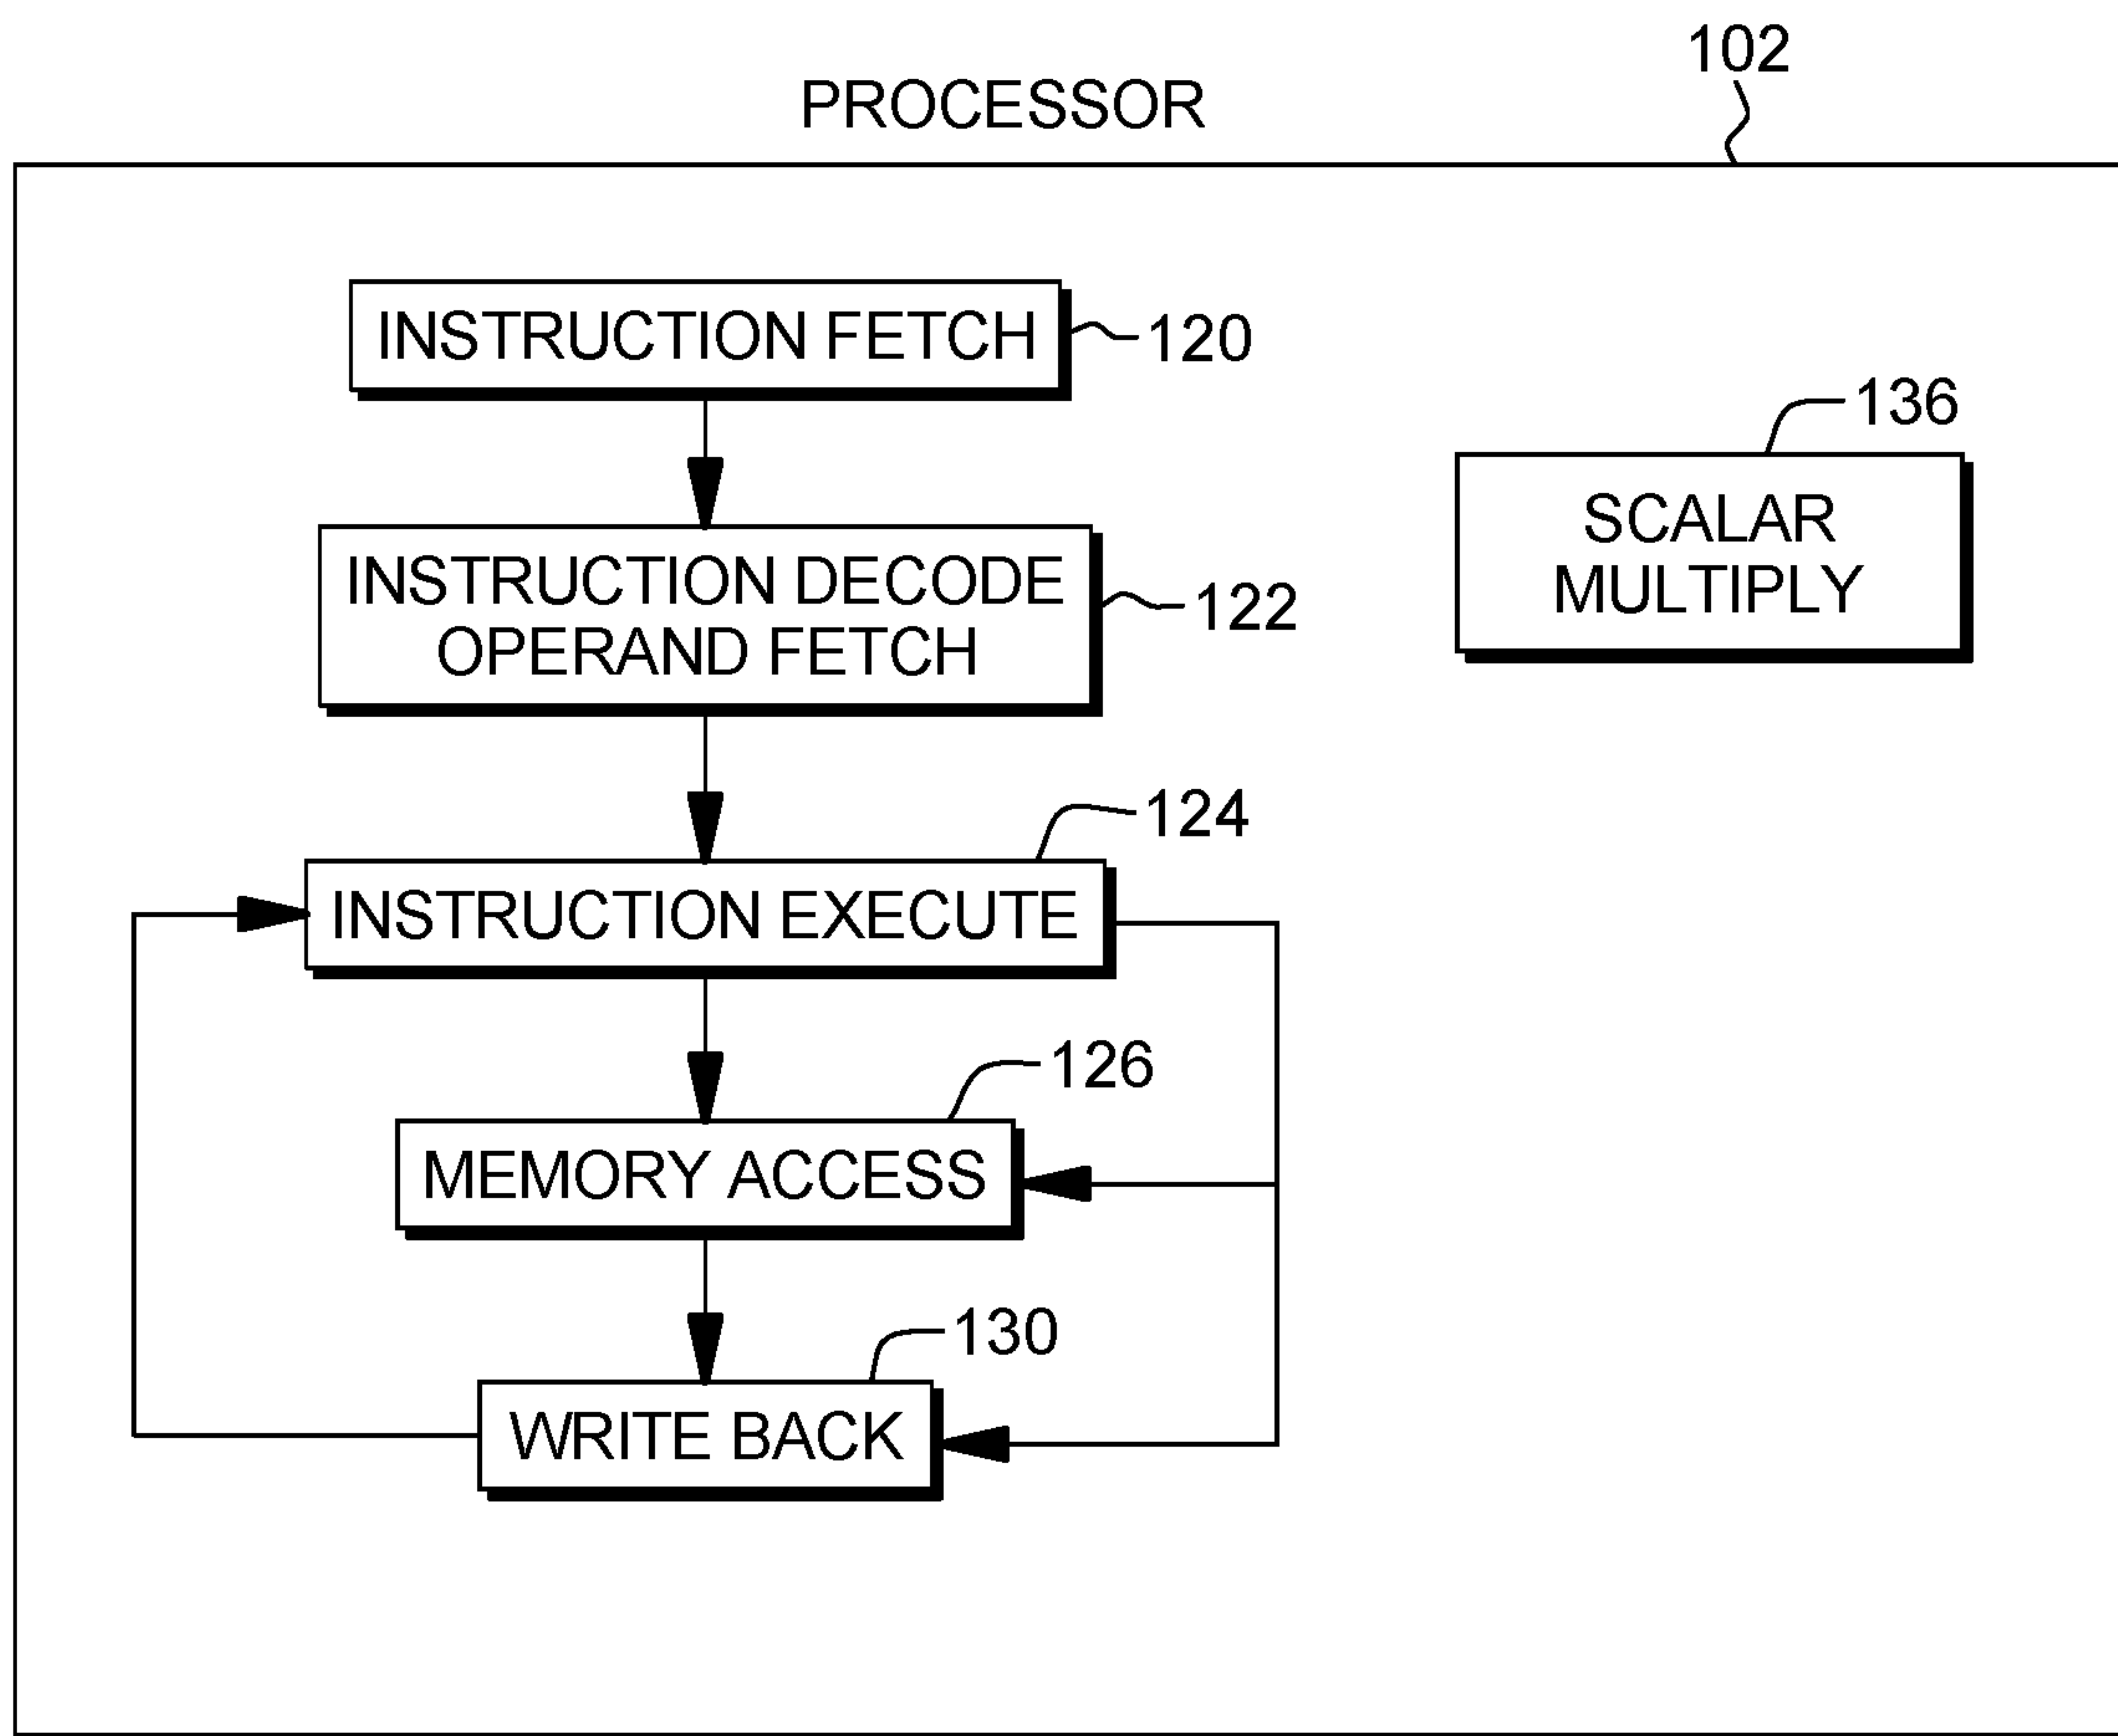 102
PROCESSOR
INSTRUCTION FETCH
120
136
SCALAR
MULTIPLY
INSTRUCTION DECODE
OPERAND FETCH
122
124
INSTRUCTION EXECUTE
126
MEMORY ACCESS
130
WRITE BACK